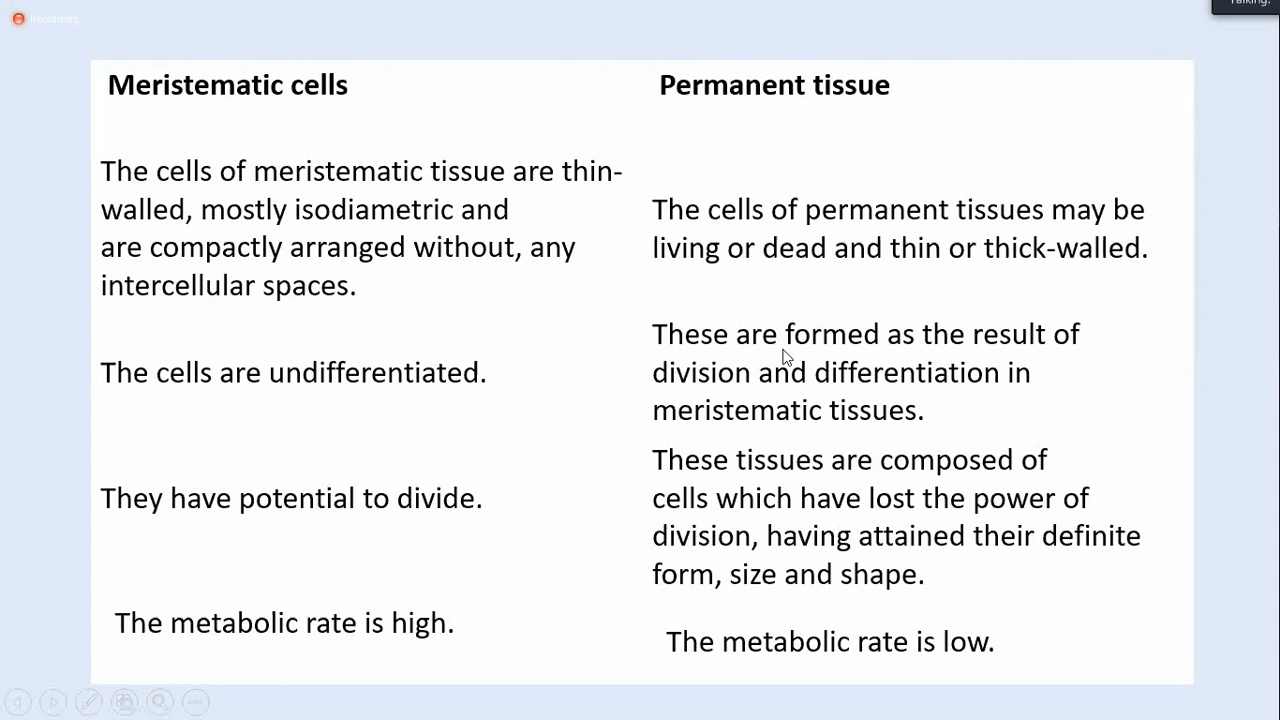 Recording
Talking:
Meristematic cells
Permanent tissue
The cells of meristematic tissue are thin-
walled, mostly isodiametric and
are compactly arranged without, any
intercellular spaces.
The cells of permanent tissues may be
living or dead and thin or thick-walled.
The cells are undifferentiated.
These are formed as the result of
division and differentiation in
meristematic tissues.
They have potential to divide.
These tissues are composed of
cells which have lost the power of
division, having attained their definite
form, size and shape.
The metabolic rate is high.
The metabolic rate is low.